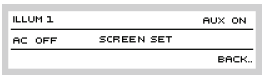 ILLUM 1 AUX ON
AC OFF SCREEN SET
BACK..